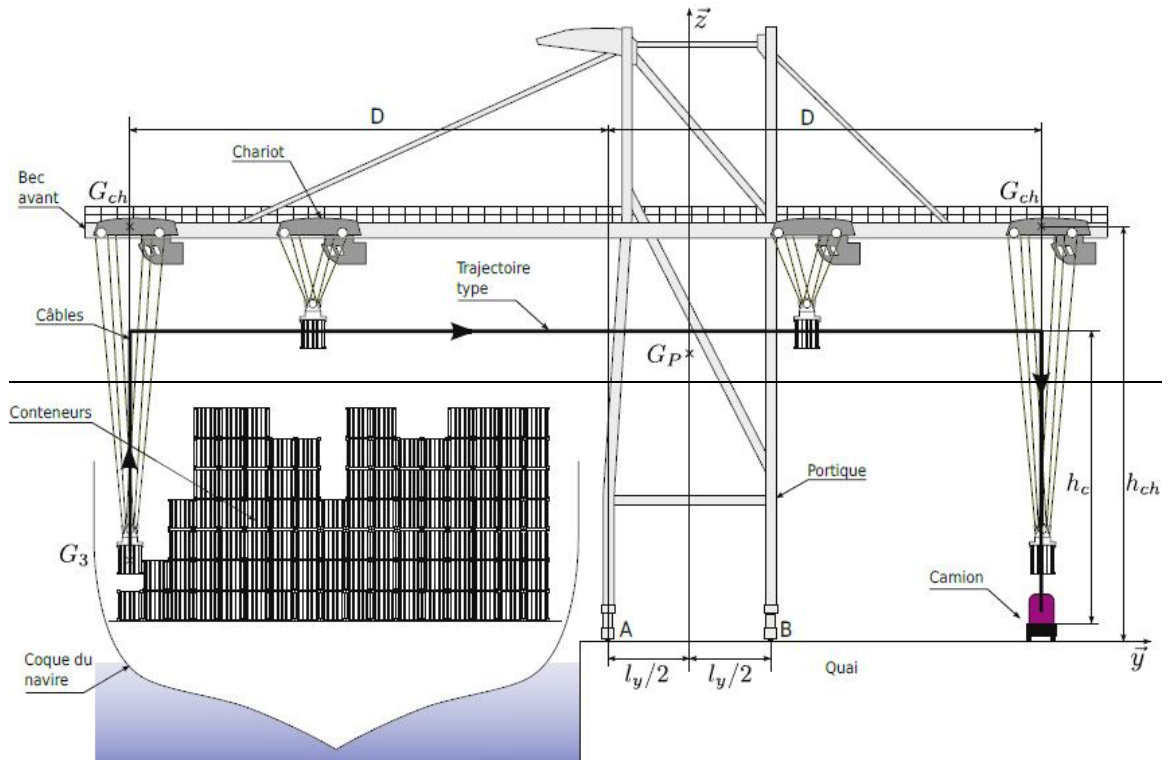 z
D
D
Chariot
Bec
avant
G_ch
G_ch
Trajectoire
type
Câbles
G_P
Conteneurs
Portique
h_c
h_ch
G_3
Camion
A
B
Coque du
navire
l_y/2
l_y/2
Quai
y